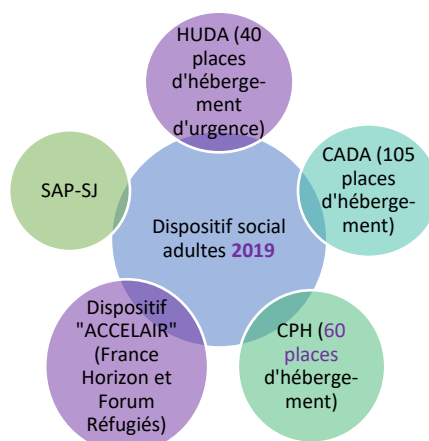 HUDA (40
places
d'héberge-
ment
d'urgence)
CADA (105
places
d'héberge-
ment)
SAP-SJ
Dispositif social
adultes 2019
Dispositif
"ACCELAIR"
(France
Horizon et
Forum
Réfugiés)
CPH (60
places
d'héberge-
ment)